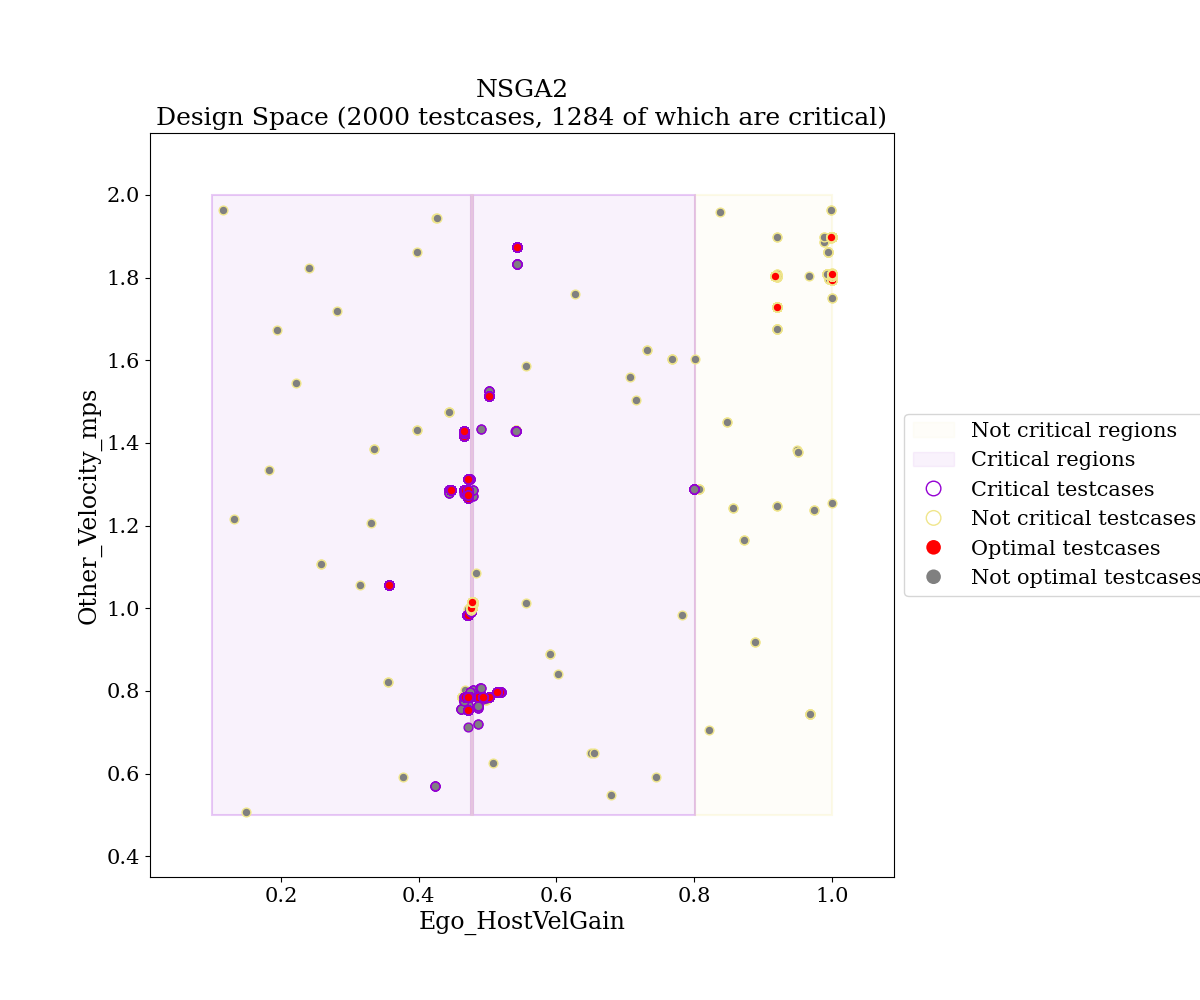 NSGA2
Design Space (2000 testcases, 1284 of which are critical)
2.0
1.8
1.6
1.4
1.2
1.0
0.8
0.6
0.4
Other_Velocity_mps
0.2
0.4
0.6
0.8
1.0
Ego_HostVelGain
Not critical regions
Critical regions
Critical testcases
Not critical testcases
Optimal testcases
Not optimal testcases